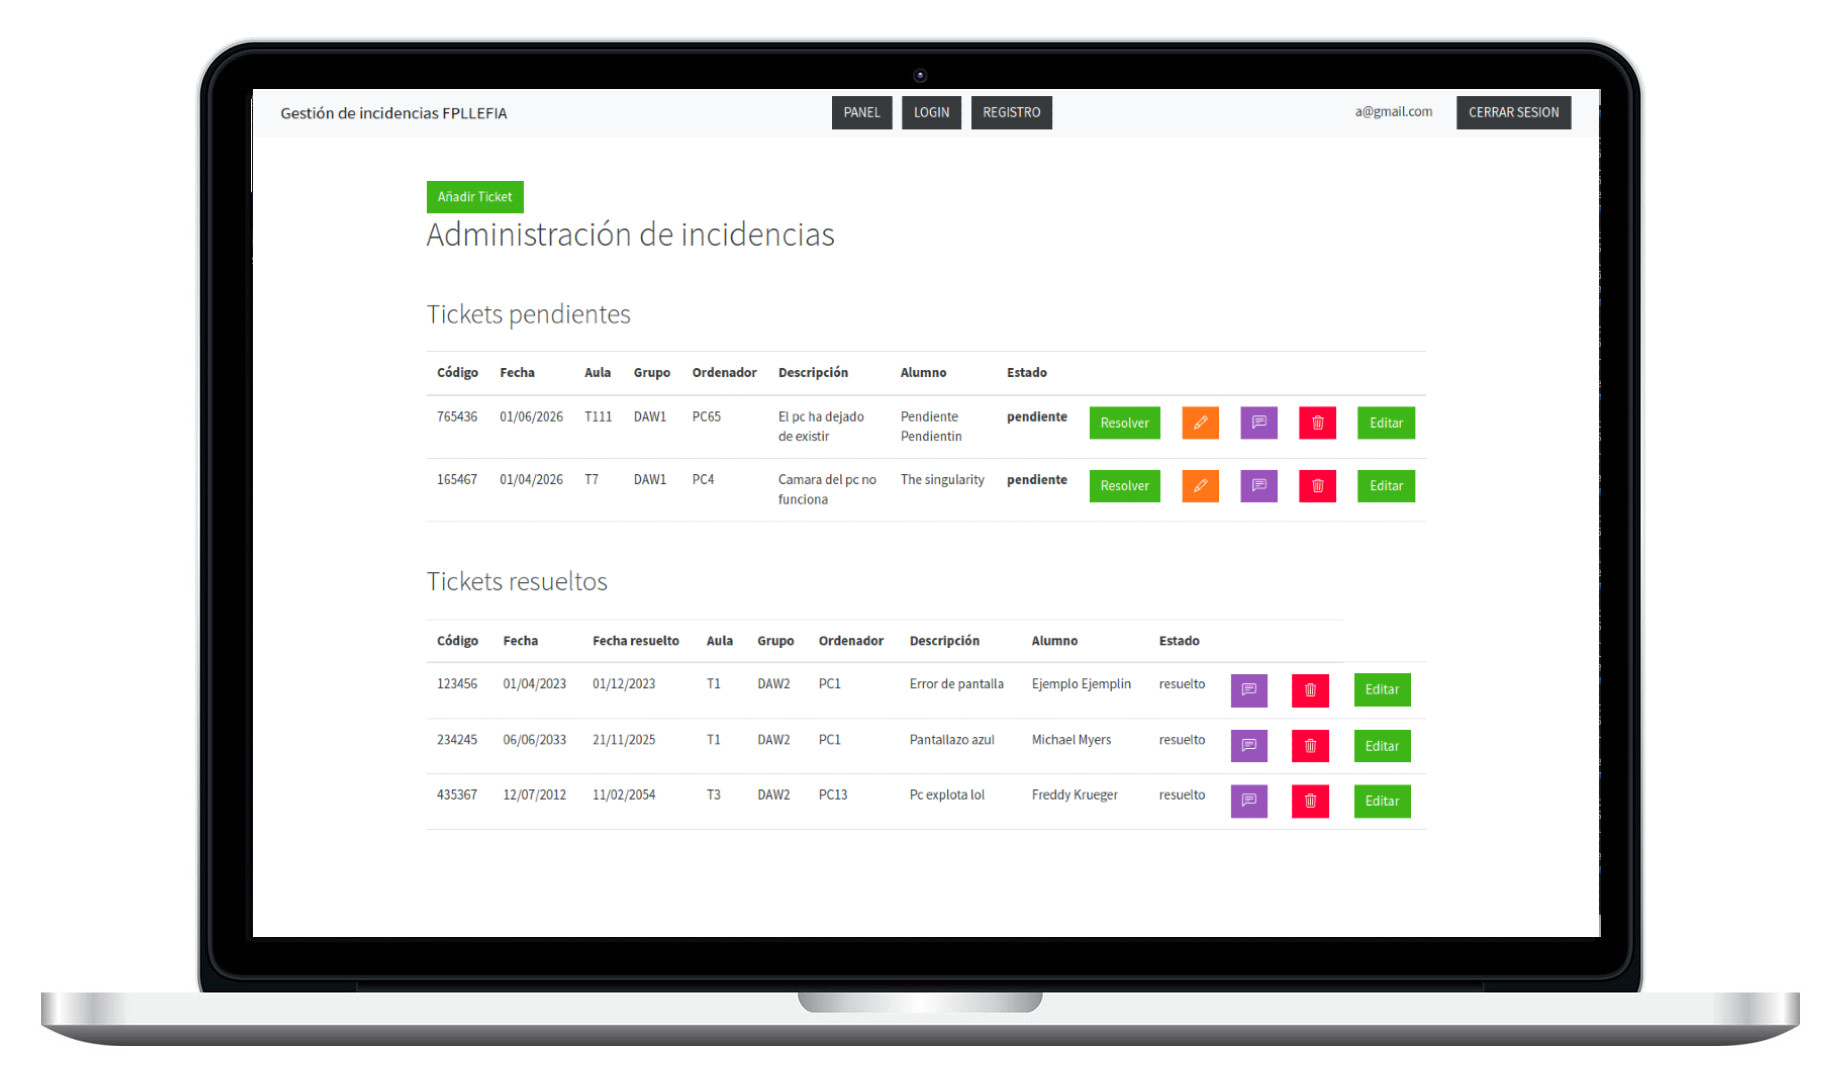 Gestión de incidencias FPLLEFIA PANEL LOGIN REGISTRO a@gmail.com CERRAR SESION
Añadir Ticket
Administración de incidencias
Tickets pendientes
Código Fecha Aula Grupo Ordenador Descripción Alumno Estado
765436 01/06/2026 T111 DAW1 PC65 El pc ha dejado Pendiente pendiente Resolver Editar
de existir Pendientin
165467 01/04/2026 T7 DAW1 PC4 Camara del pc no The singularity pendiente Resolver Editar
funciona
Tickets resueltos
Código Fecha Fecha resuelto Aula Grupo Ordenador Descripción Alumno Estado
123456 01/04/2023 01/12/2023 T1 DAW2 PC1 Error de pantalla Ejemplo Ejemplin resuelto Editar
234245 06/06/2033 21/11/2025 T1 DAW2 PC1 Pantallazo azul Michael Myers resuelto Editar
435367 12/07/2012 11/02/2054 T3 DAW2 PC13 Pc explota lol Freddy Krueger resuelto Editar